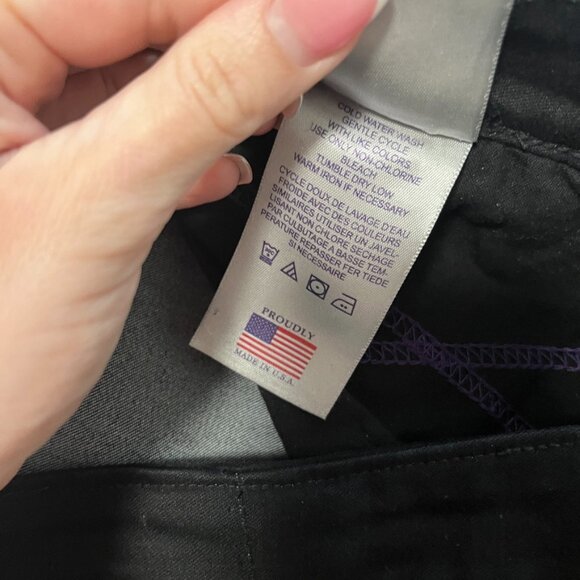 COLD WATER WASH
GENTLE CYCLE
WITH LIKE COLORS
USE ONLY NON-CHLORINE
BLEACH
TUMBLE DRY LOW
WARM IRON IF NECESSARY
CYCLE DOUX DE LAVAGE D'EAU
FROIDE AVEC DES COULEURS
SIMILAIRES UTILISER UN JAVEL-
LISANT NON CHLORE SECHAGE
PAR CULBUTAGE A BASSE TEM-
PERATURE REPASSER FER TIEDE
SI NECESSAIRE
PROUDLY
MADE IN U.S.A.